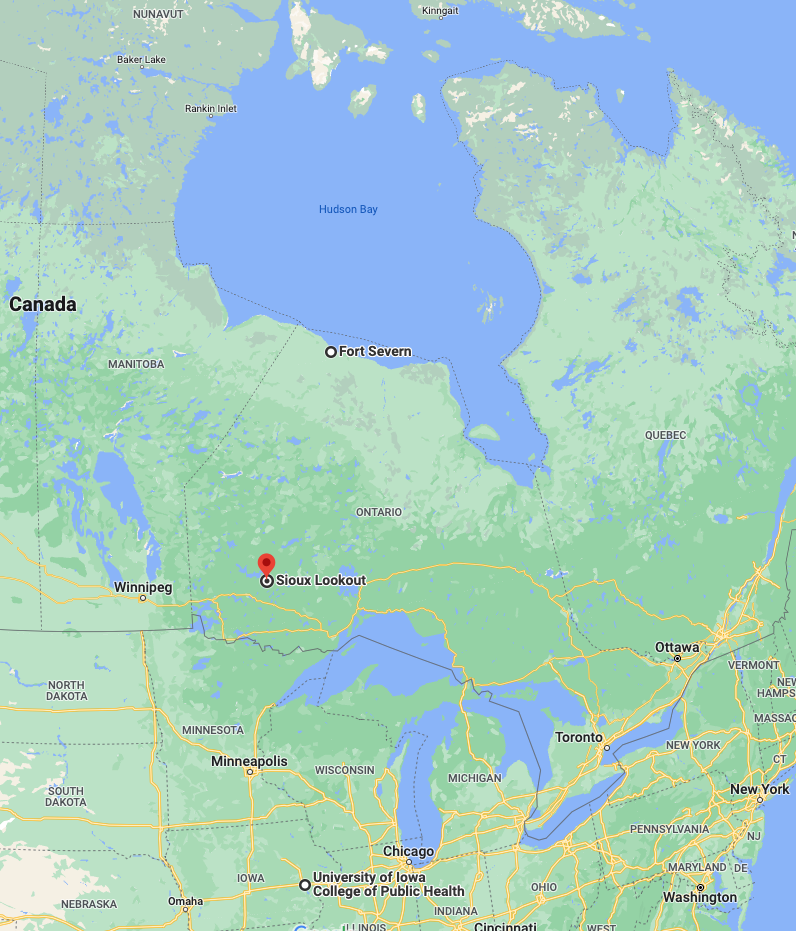 Kinngait
NUNAVUT
Baker Lake
Rankin Inlet
Hudson Bay
Canada
Fort Severn
MANITOBA
QUEBEC
ONTARIO
Sioux Lookout
Winnipeg
Ottawa
VERMONT
NORTH
DAKOTA
NEW
HAMPS
MASSAC
MINNESOTA
Toronto
NEW YORK
CT
Minneapolis
WISCONSIN
MICHIGAN
SOUTH
DAKOTA
New York
PENNSYLVANIA
NJ
Chicago
MARYLAND
DE
IOWA
University of Iowa
College of Public Health
OHIO
Washington
Omaha
NEBRASKA
INDIANA
ILLINOIS
Cincinnati
WEST